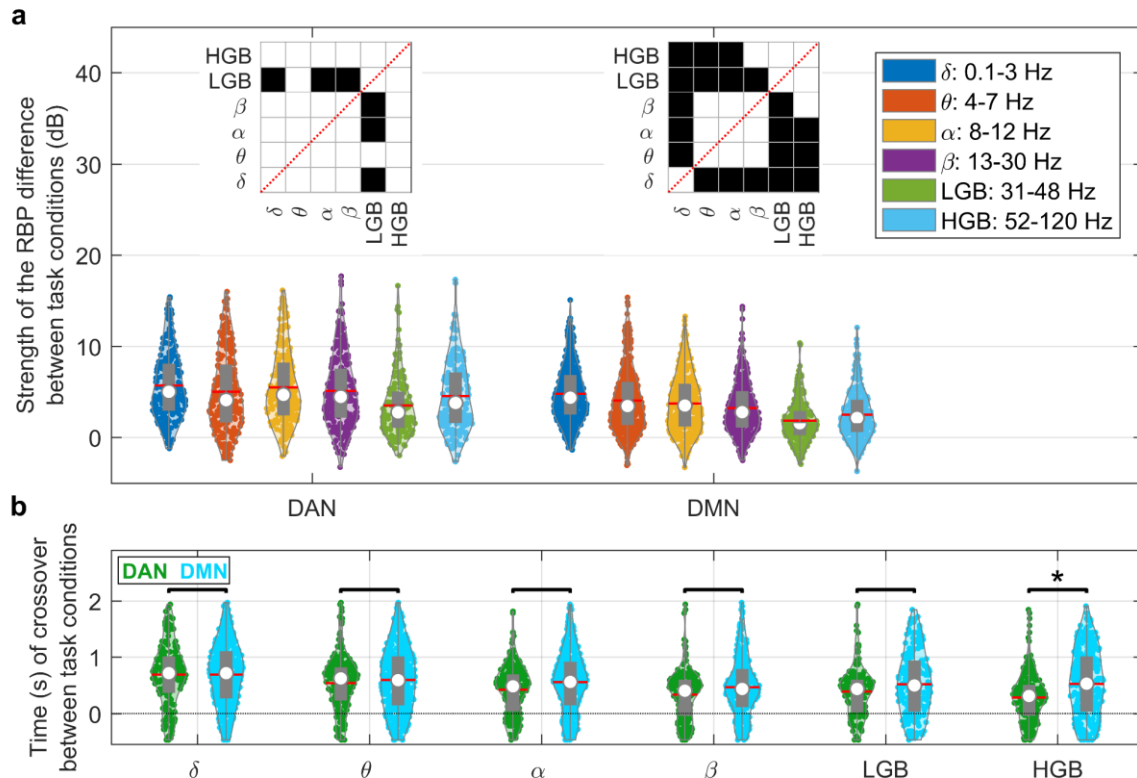 a
Strength of the RBP difference
between task conditions (dB)
40
30
20
10
0
HGB
LGB
β
α
θ
δ
δ θ α β LGB HGB
HGB
LGB
β
α
θ
δ
δ θ α β LGB HGB
δ: 0.1-3 Hz
θ: 4-7 Hz
α: 8-12 Hz
β: 13-30 Hz
LGB: 31-48 Hz
HGB: 52-120 Hz
DAN DMN
b
Time (s) of crossover
between task conditions
2
1
0
DAN DMN
*
δ θ α β LGB HGB